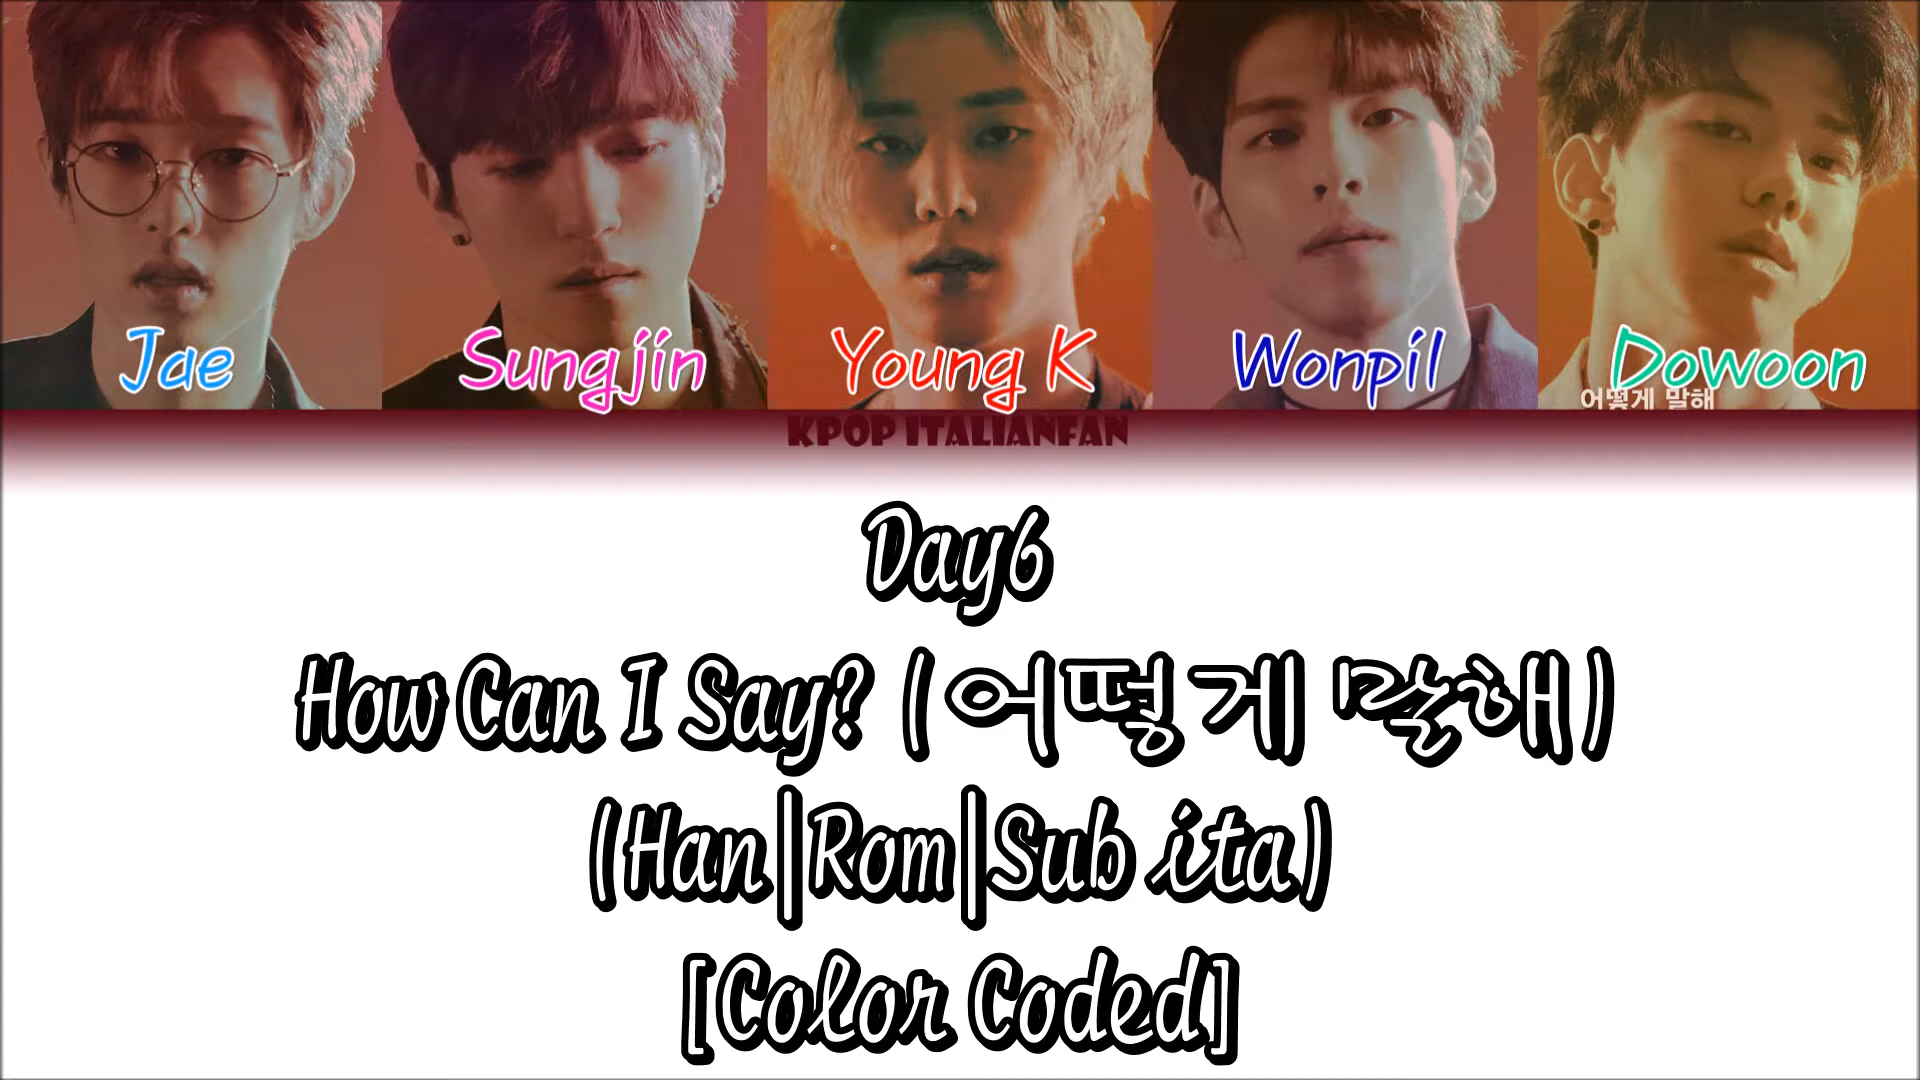 Jae
Sungjin
Young K
Wonpil
Dowoon
어떻게 말해
KPOP ITALIANFAN
Day6
How Can I Say? (어떻게 말해)
(Han|Rom|Sub ita)
[Color Coded]